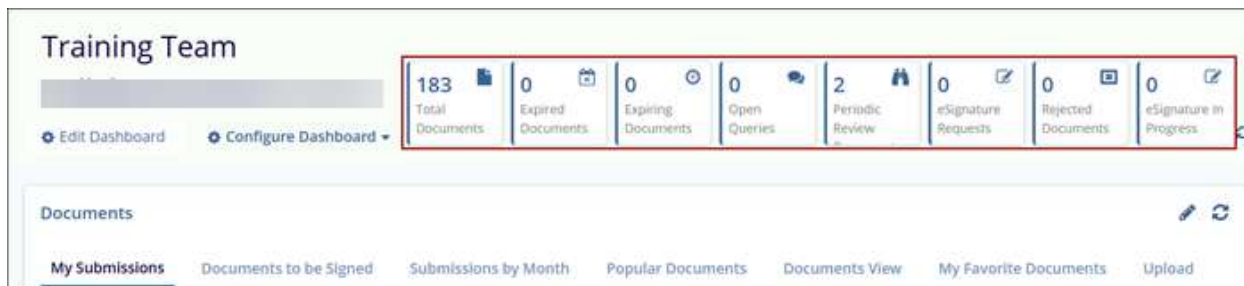 Training Team
183
Total
Documents
0
Expired
Documents
0
Expiring
Documents
0
Open
Queries
2
Periodic
Review
0
eSignature
Requests
0
Rejected
Documents
0
eSignature In
Progress
Edit Dashboard
Configure Dashboard
Documents
My Submissions Documents to be Signed Submissions by Month Popular Documents Documents View My Favorite Documents Upload